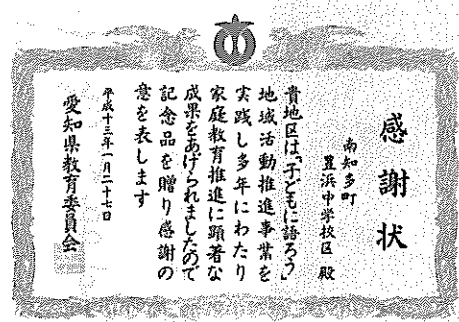 感謝状
南知多町
豊浜中学校区 殿
貴地区は「子どもに語ろう」
地域活動推進事業を
実践し多年にわたり
家庭教育推進に顕著な
成果をあげられましたので
記念品を贈り感謝の
意を表します
平成十三年一月二十七日
愛知県教育委員会